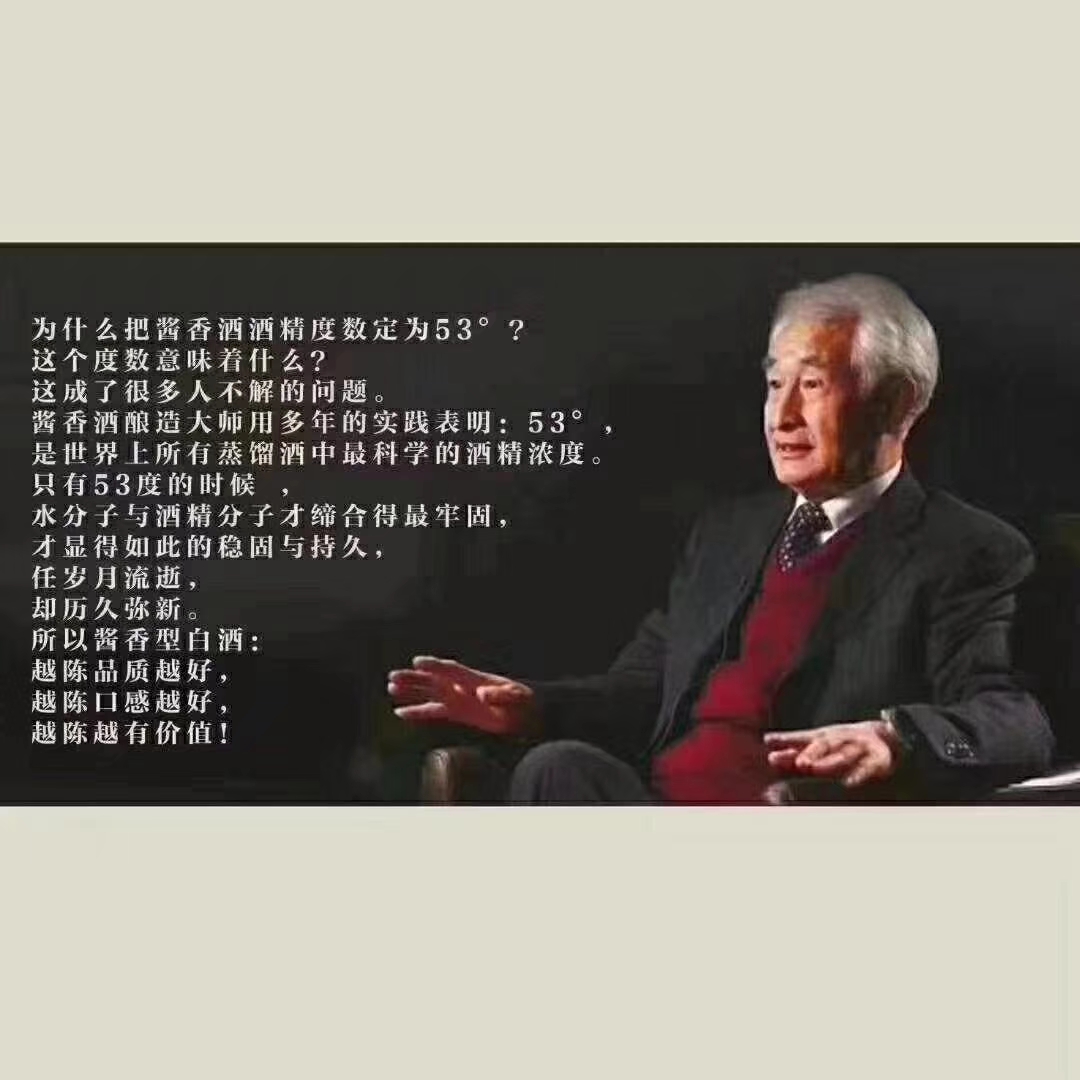 为什么把酱香酒酒精度数定为53°？
这个度数意味着什么？
这成了很多人不解的问题。
酱香酒酿造大师用多年的实践表明：53°，
是世界上所有蒸馏酒中最科学的酒精浓度。
只有53度的时候，
水分子与酒精分子才缔合得最牢固，
才显得如此的稳固与持久，
任岁月流逝，
却历久弥新。
所以酱香型白酒：
越陈品质越好，
越陈口感越好，
越陈越有价值！